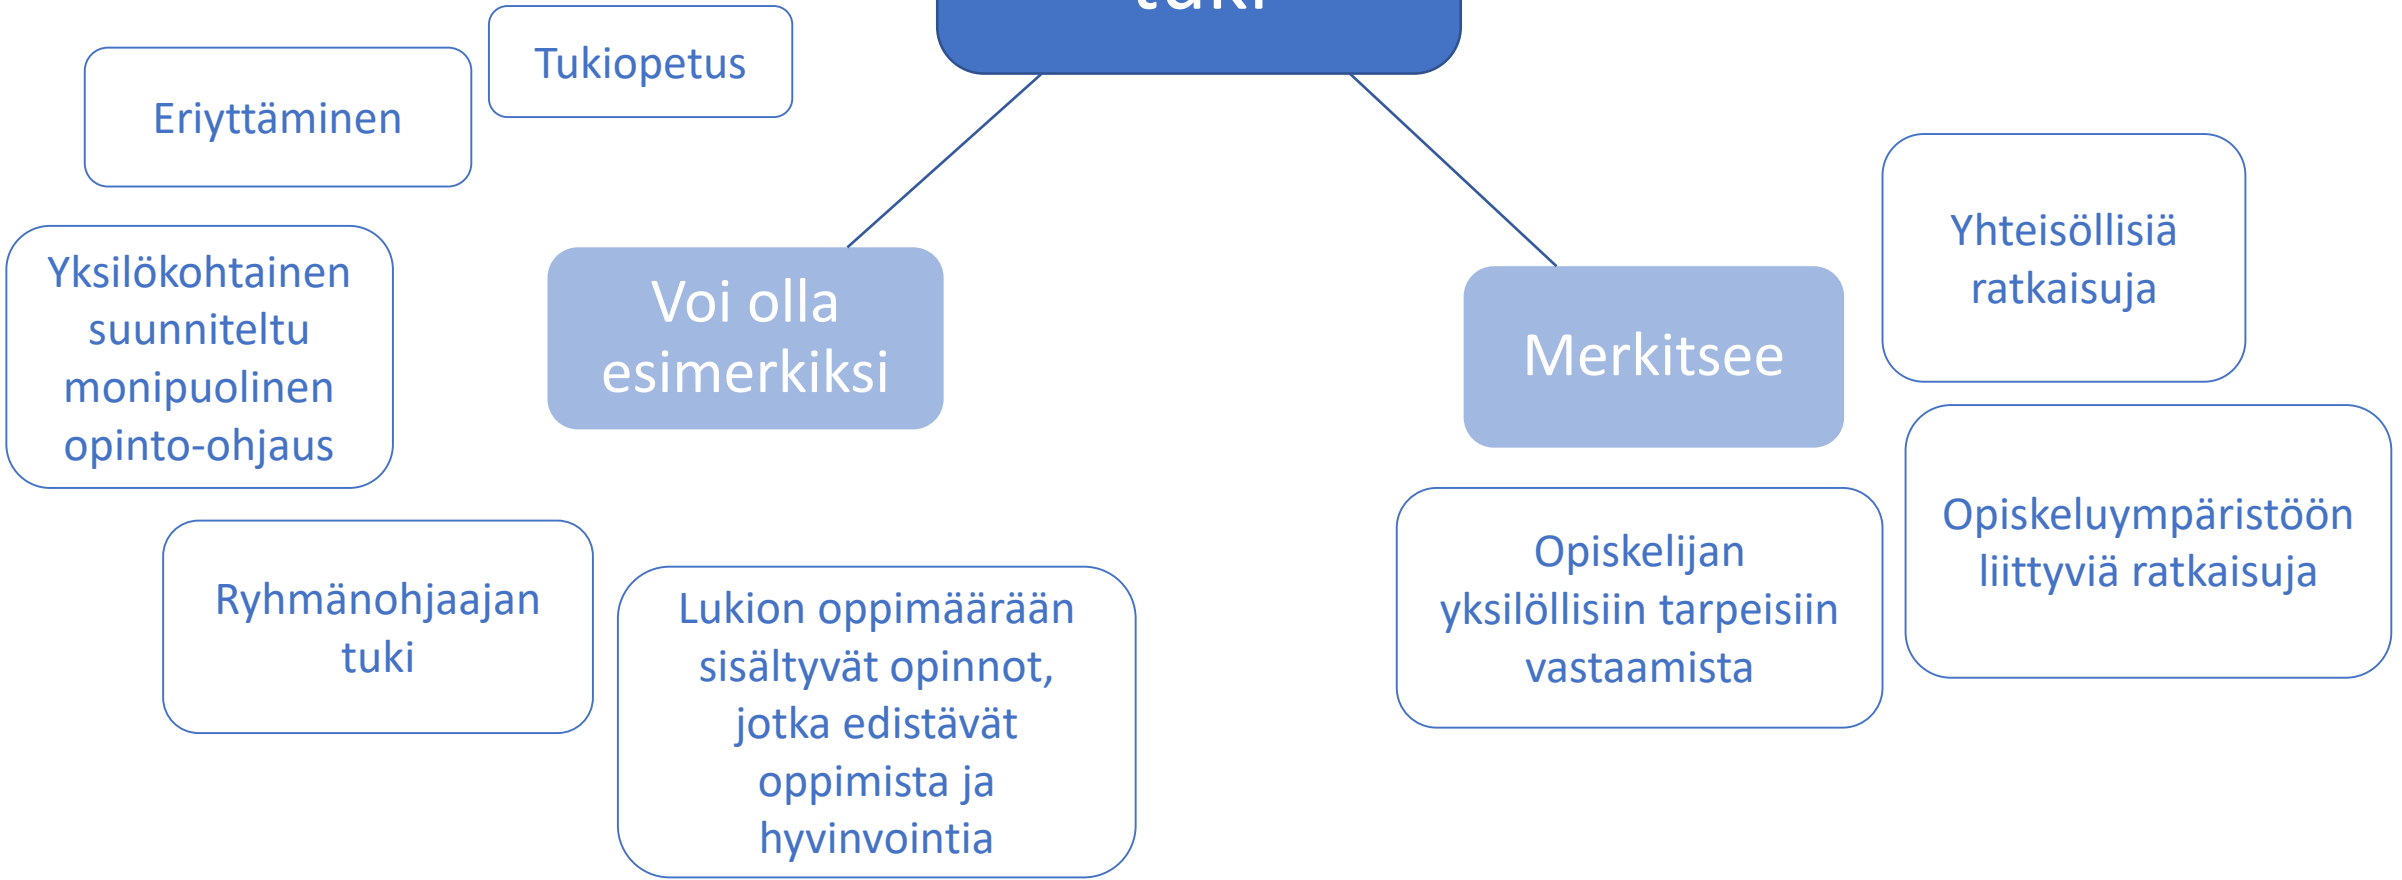 tuki
Tukiopetus
Eriyttäminen
Yksilökohtainen
suunniteltu
monipuolinen
opinto-ohjaus
Voi olla
esimerkiksi
Ryhmänohjaajan
tuki
Lukion oppimäärään
sisältyvät opinnot,
jotka edistävät
oppimista ja
hyvinvointia
Merkitsee
Yhteisöllisiä
ratkaisuja
Opiskelijan
yksilöllisiin tarpeisiin
vastaamista
Opiskeluympäristöön
liittyviä ratkaisuja